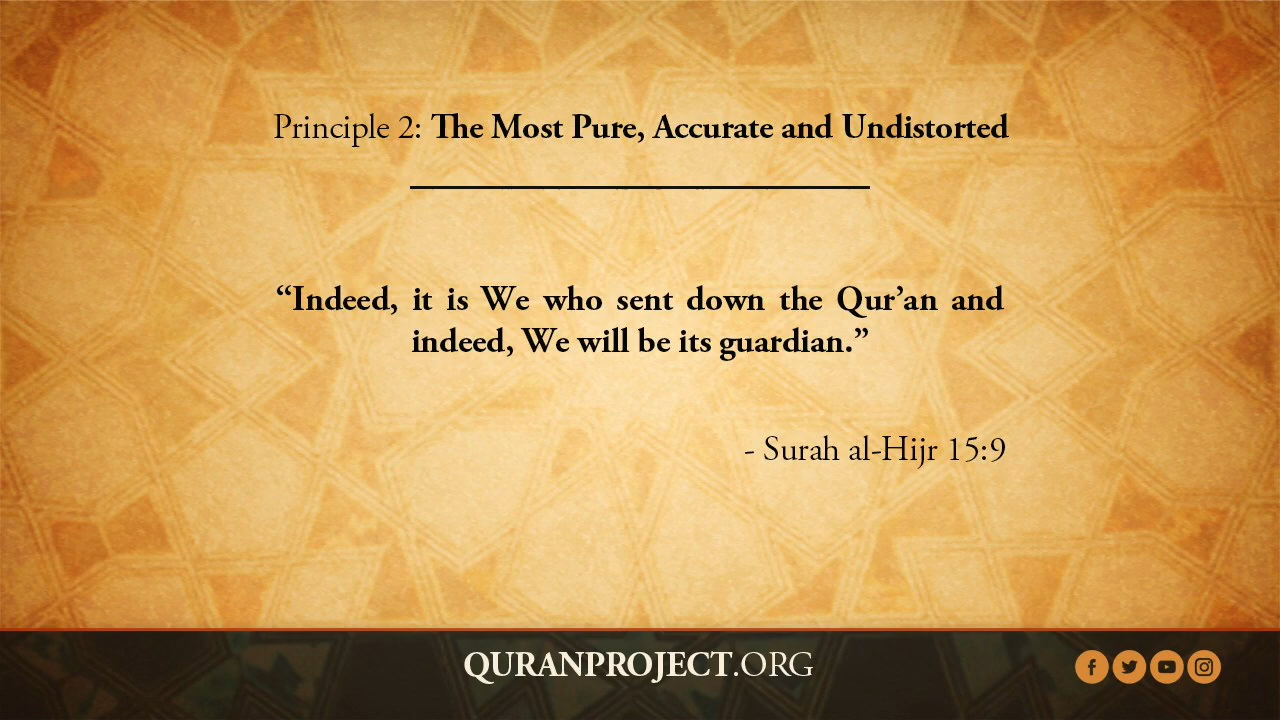 Principle 2: The Most Pure, Accurate and Undistorted
“Indeed, it is We who sent down the Qur’an and
indeed, We will be its guardian.”
- Surah al-Hijr 15:9
QURANPROJECT.ORG